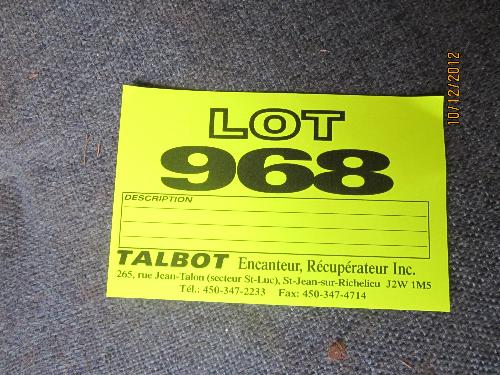 LOT
968
DESCRIPTION
TALBOT Encanteur, Récupérateur Inc.
265, rue Jean-Talon (secteur St-Luc), St-Jean-sur-Richelieu J2W 1M5
Tél.: 450-347-2233 Fax: 450-347-4714
10/12/2012